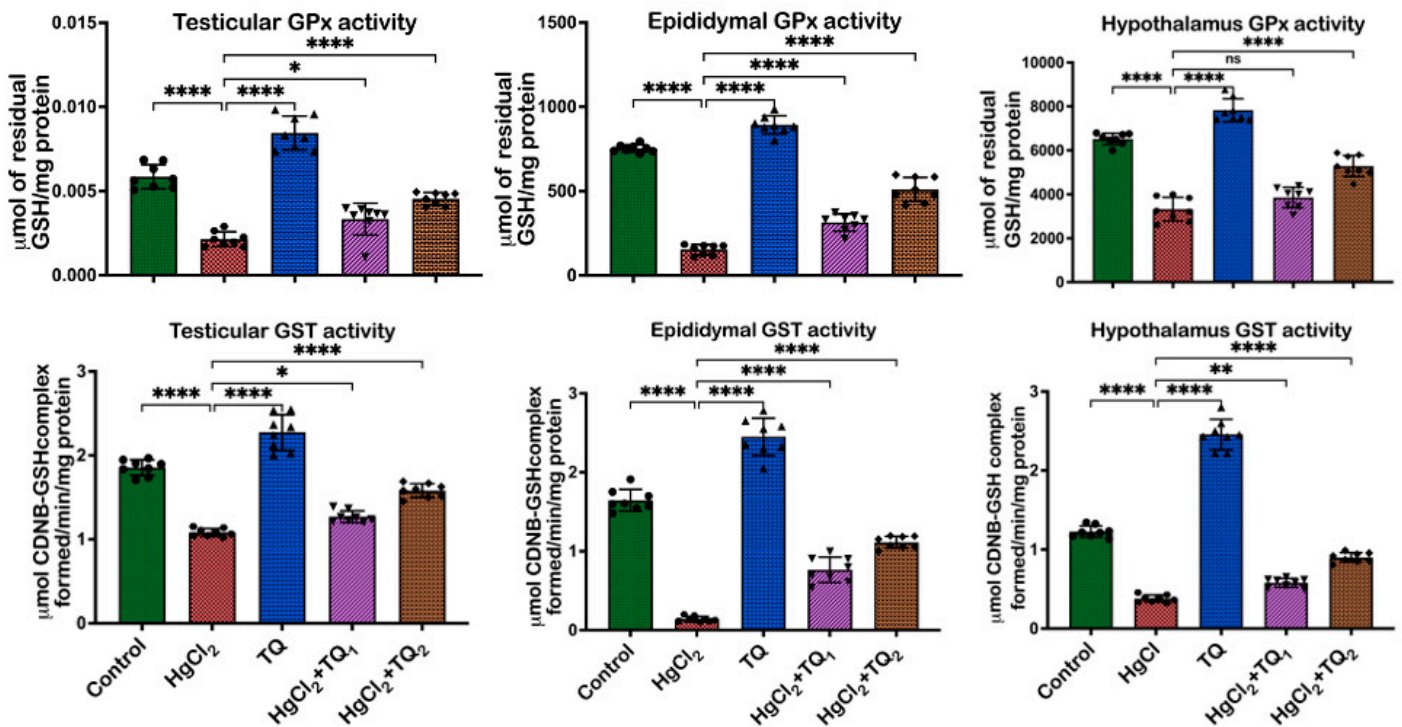 Testicular GPx activity
****
*
**** ****
0.015
0.010
0.005
0.000
μmol of residual
GSH/mg protein
Epididymal GPx activity
****
****
**** ****
1500
1000
500
0
μmol of residual
GSH/mg protein
Hypothalamus GPx activity
****
ns
**** ****
10000
8000
6000
4000
2000
0
μmol of residual
GSH/mg protein
Testicular GST activity
****
*
**** ****
3
2
1
0
μmol CDNB-GSHcomplex
formed/min/mg protein
Control
HgCl₂
TQ
HgCl₂+TQ₁
HgCl₂+TQ₂
Epididymal GST activity
****
****
**** ****
3
2
1
0
μmol CDNB-GSHcomplex
formed/min/mg protein
Control
HgCl₂
TQ
HgCl₂+TQ₁
HgCl₂+TQ₂
Hypothalamus GST activity
****
**
**** ****
3
2
1
0
μmol CDNB-GSH complex
formed/min/mg protein
Control
HgCl
TQ
HgCl₂+TQ₁
HgCl₂+TQ₂